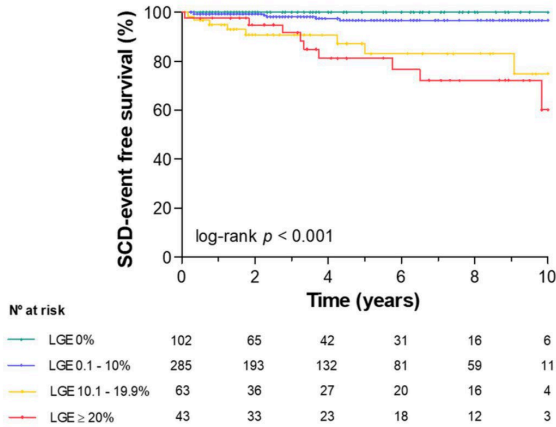 SCD-event free survival (%)
100
80
60
40
20
0
log-rank p < 0.001
0 2 4 6 8 10
Time (years)
Nº at risk
LGE 0% 102 65 42 31 16 6
LGE 0.1 - 10% 285 193 132 81 59 11
LGE 10.1 - 19.9% 63 36 27 20 16 4
LGE ≥ 20% 43 33 23 18 12 3